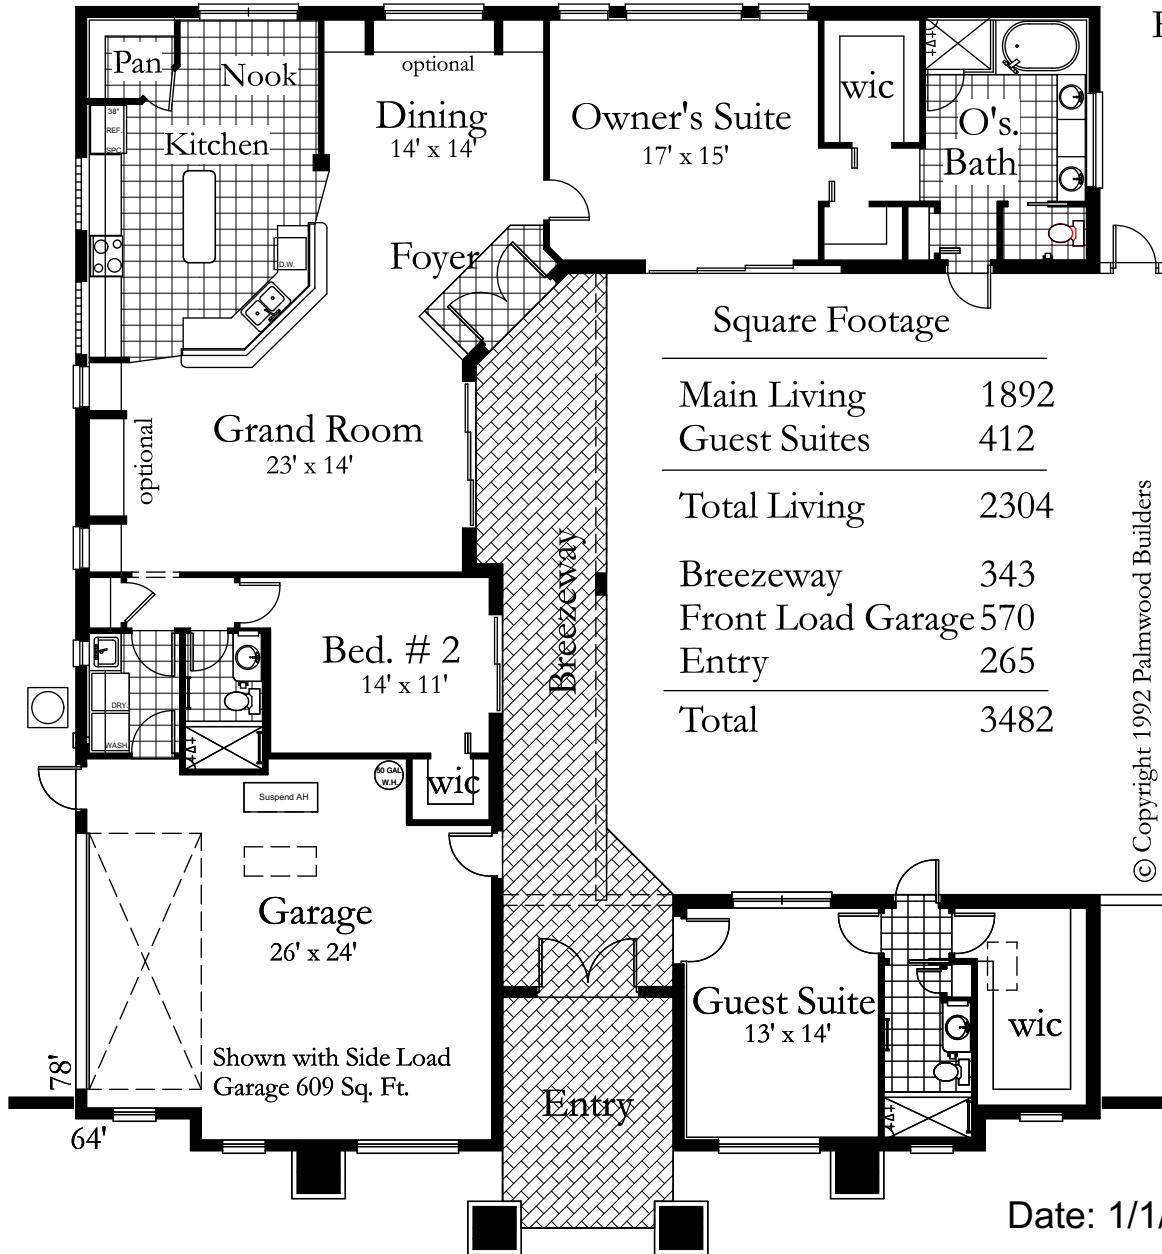 Pan
Nook
optional
Dining
14' x 14'
Owner's Suite
17' x 15'
wic
O's.
Bath
38"
REF.
SPC
Kitchen
D.W.
Foyer
Square Footage
Main Living 1892
Guest Suites 412
Total Living 2304
Breezeway 343
Front Load Garage 570
Entry 265
Total 3482
Grand Room
23' x 14'
optional
Breezeway
© Copyright 1992 Palmwood Builders
Bed. # 2
14' x 11'
DRY.
WASH.
50 GAL
W.H.
wic
Suspend AH
Garage
26' x 24'
Shown with Side Load
Garage 609 Sq. Ft.
78'
64'
Entry
Guest Suite
13' x 14'
wic
Date: 1/1/